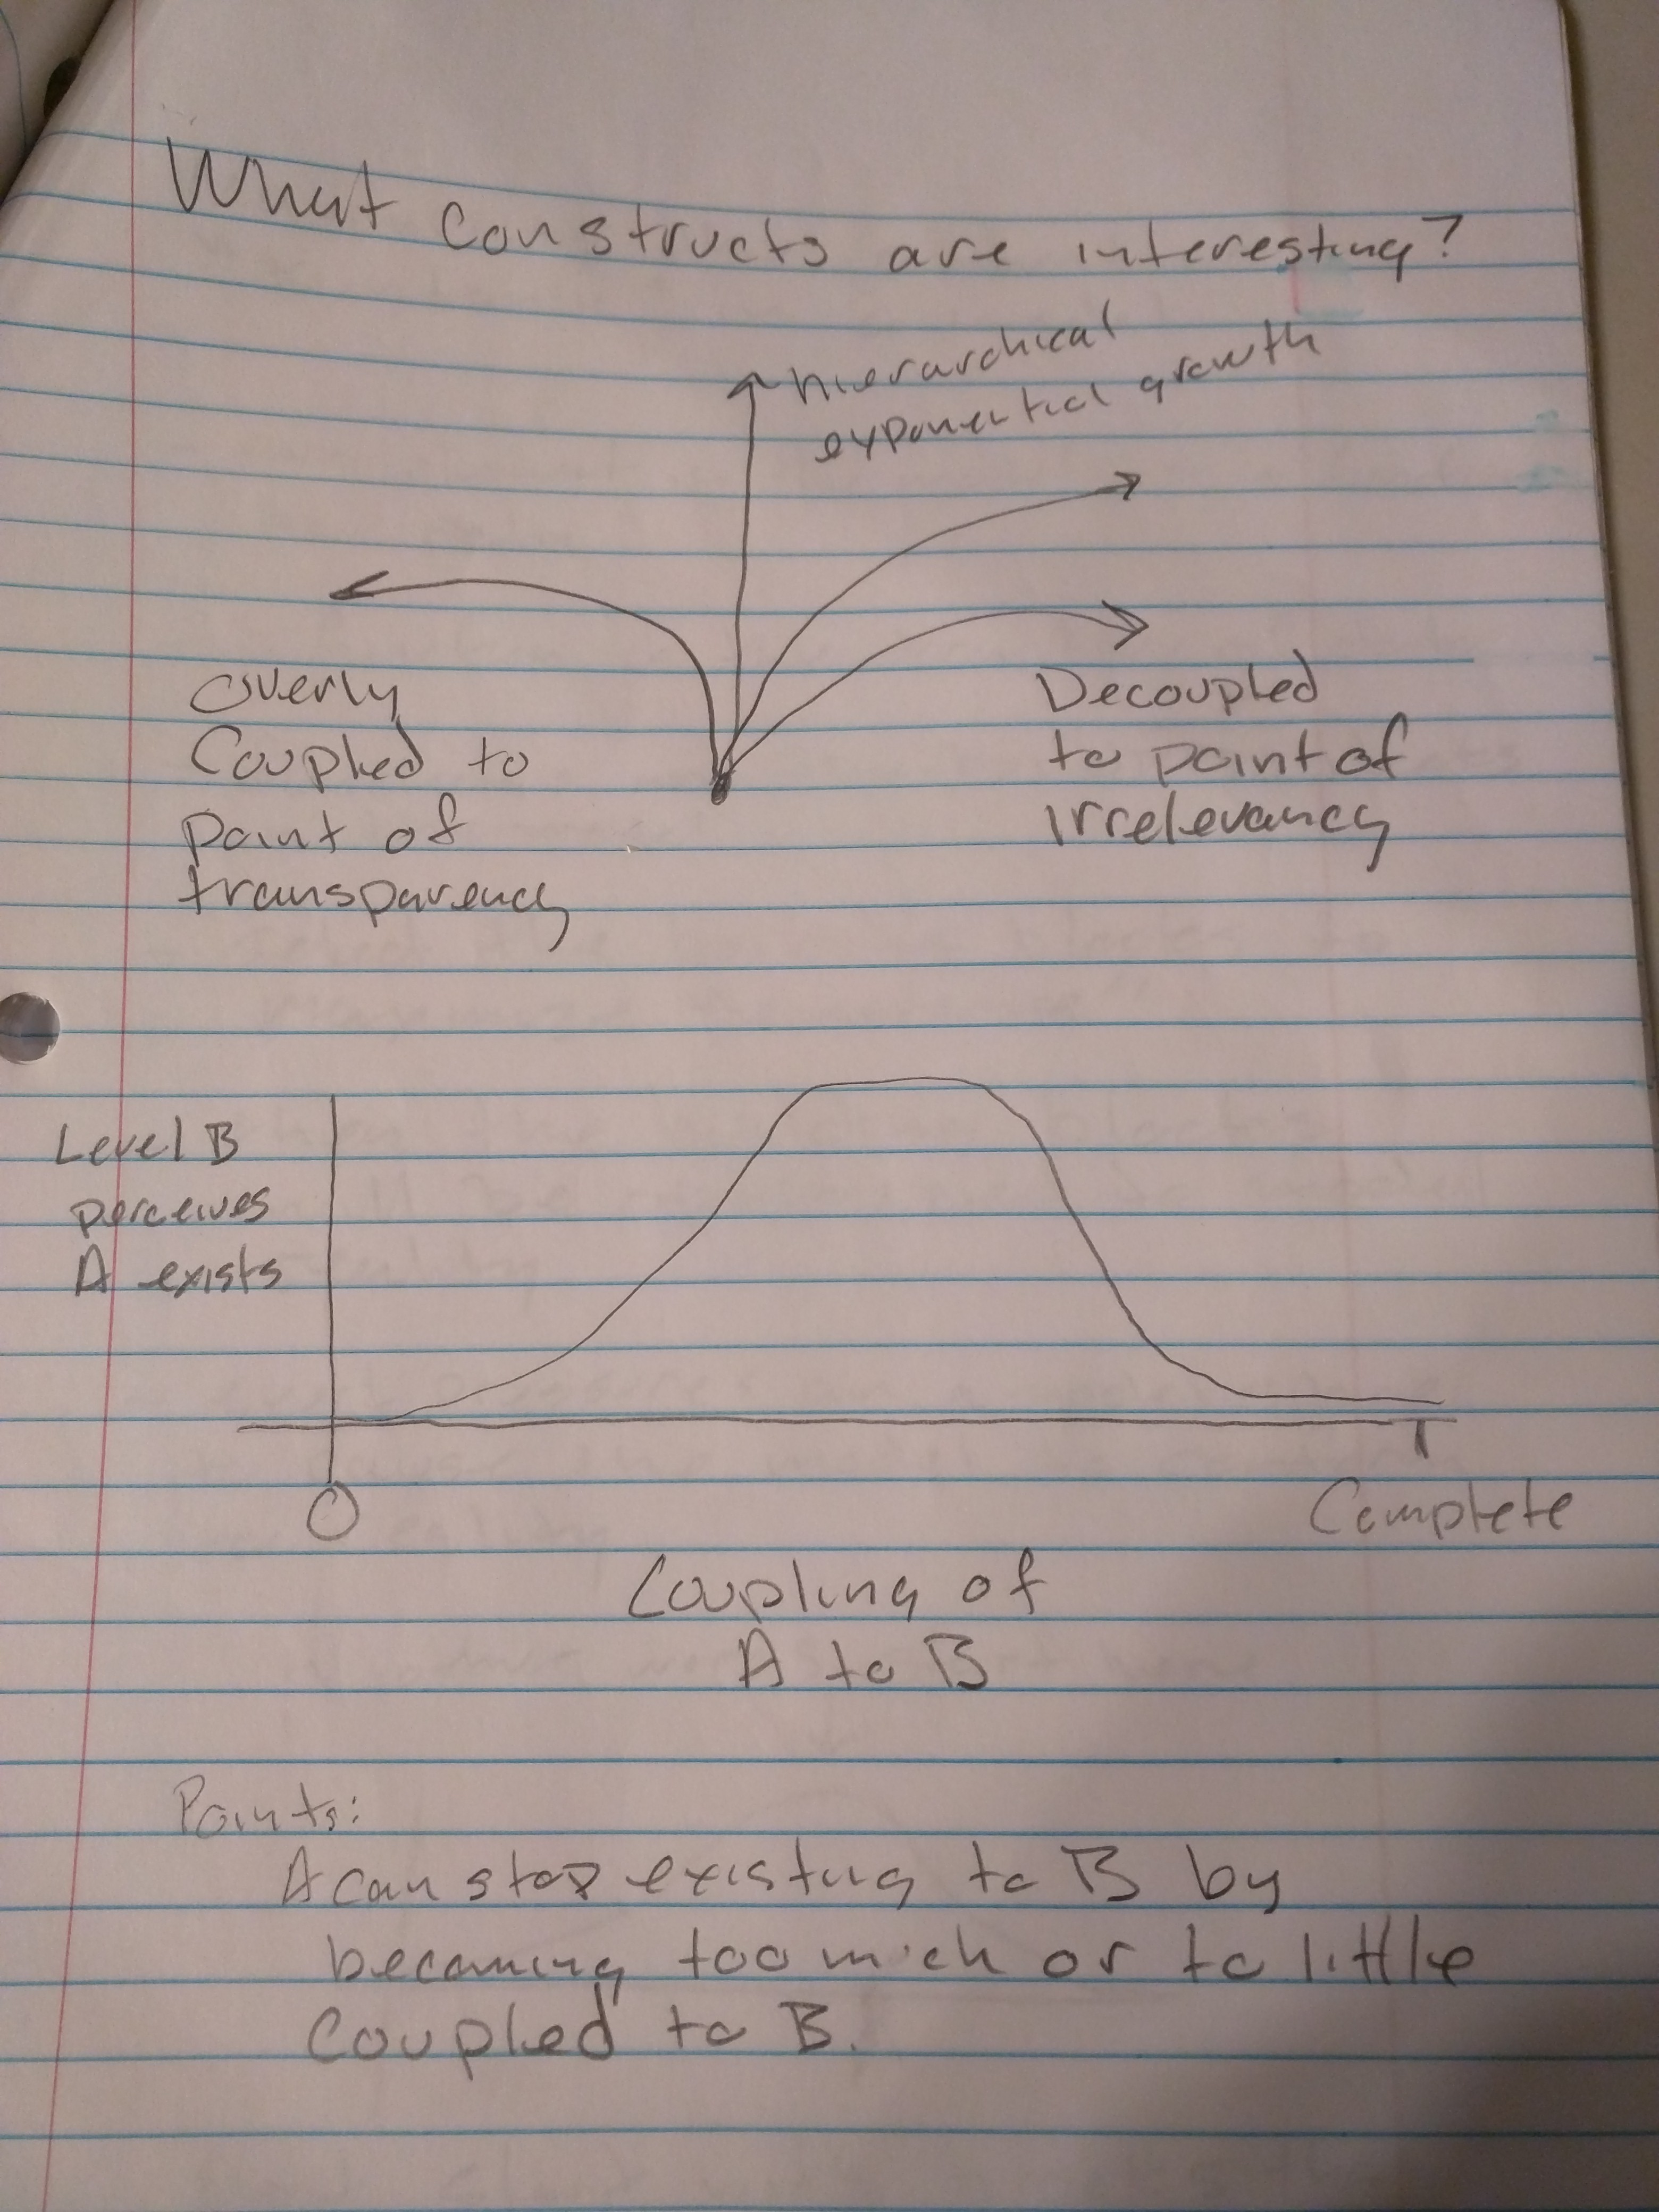 What constructs are interesting?
hierarchical
exponential growth
Overly
Coupled to
point of
transparency
Decoupled
to point of
irrelevancy
Level B
perceives
A exists
O
Complete
Coupling of
A to B
Points:
A can stop existing to B by
becoming too much or to little
coupled to B.